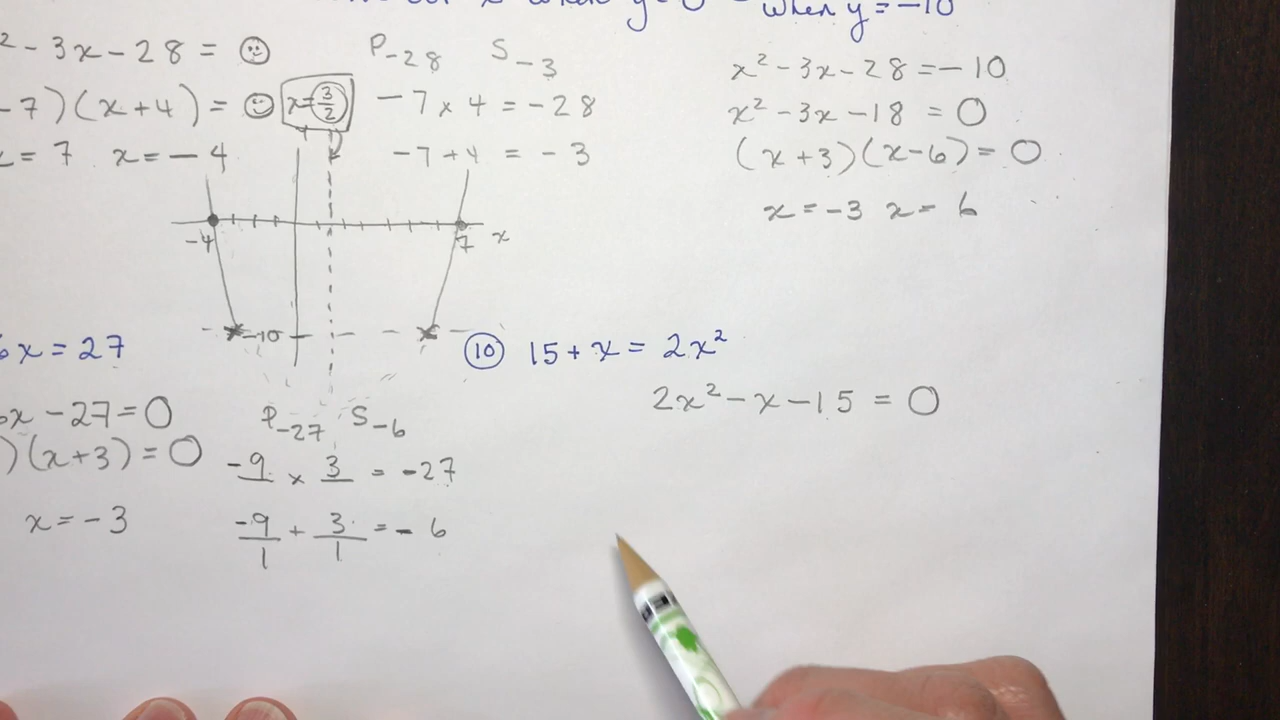 when y = -10
² - 3x - 28 = ☺ P₋₂₈ S₋₃
-7)(x+4) = ☺ x = 3/2 -7 x 4 = -28
= 7 x = -4 -7 + 4 = -3
x² - 3x - 28 = -10
x² - 3x - 18 = 0
(x+3)(x-6) = 0
x = -3 x = 6
-4 7 x
-10
x = 27
x - 27 = 0 P₋₂₇ S₋₆
)(x+3) = 0 -9 x 3 = -27
x = -3 -9/1 + 3/1 = -6
⑩ 15 + x = 2x²
2x² - x - 15 = 0